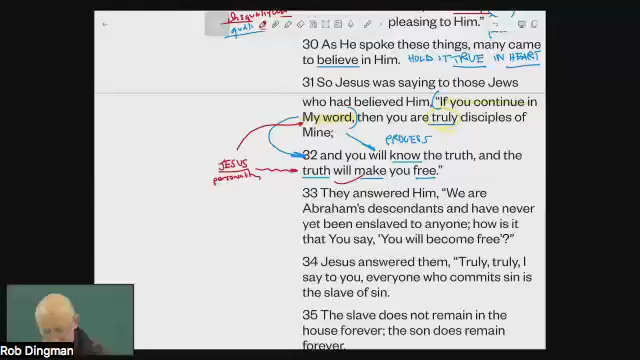 pleasing to Him.”
30 As He spoke these things, many came
to believe in Him. HOLD IT TRUE IN HEART
31 So Jesus was saying to those Jews
who had believed Him, “If you continue in
My word, then you are truly disciples of
Mine;
PROCESS
32 and you will know the truth, and the
truth will make you free.”
JESUS
33 They answered Him, “We are
Abraham’s descendants and have never
yet been enslaved to anyone; how is it
that You say, ‘You will become free’?”
34 Jesus answered them, “Truly, truly, I
say to you, everyone who commits sin is
the slave of sin.
35 The slave does not remain in the
house forever; the son does remain
forever.
Rob Dingman